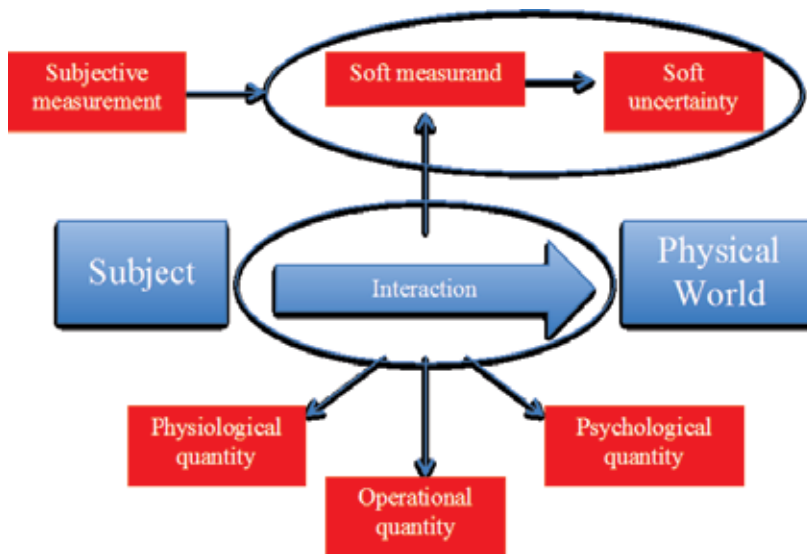 Subjective
measurement
Soft measurand
Soft
uncertainty
Subject
Interaction
Physical
World
Physiological
quantity
Operational
quantity
Psychological
quantity